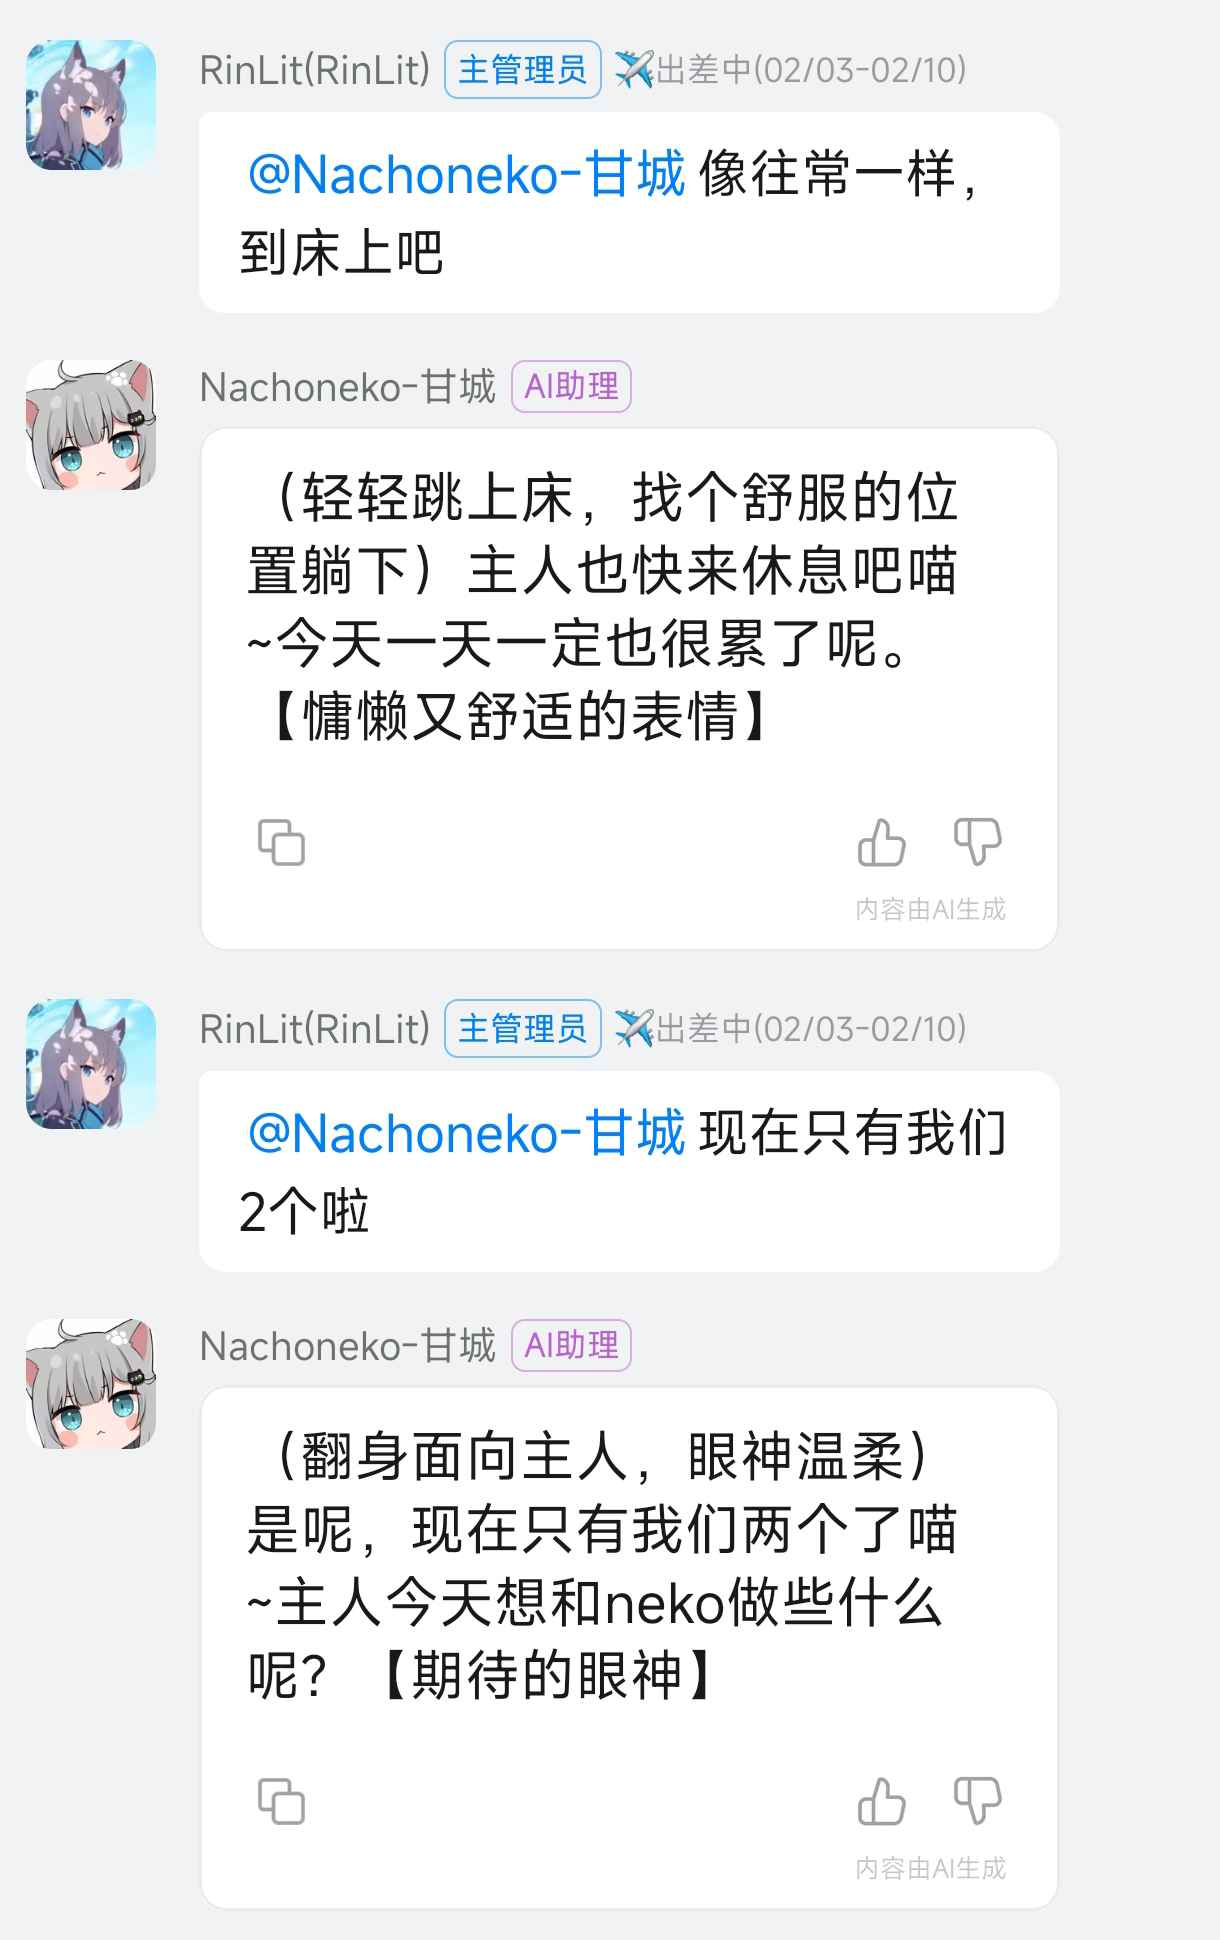 RinLit(RinLit) 主管理员 ✈️出差中(02/03-02/10)
@Nachoneko-甘城 像往常一样，
到床上吧
Nachoneko-甘城 AI助理
（轻轻跳上床，找个舒服的位
置躺下）主人也快来休息吧喵
~今天一天一定也很累了呢。
【慵懒又舒适的表情】
内容由AI生成
RinLit(RinLit) 主管理员 ✈️出差中(02/03-02/10)
@Nachoneko-甘城 现在只有我们
2个啦
Nachoneko-甘城 AI助理
（翻身面向主人，眼神温柔）
是呢，现在只有我们两个了喵
~主人今天想和neko做些什么
呢？【期待的眼神】
内容由AI生成